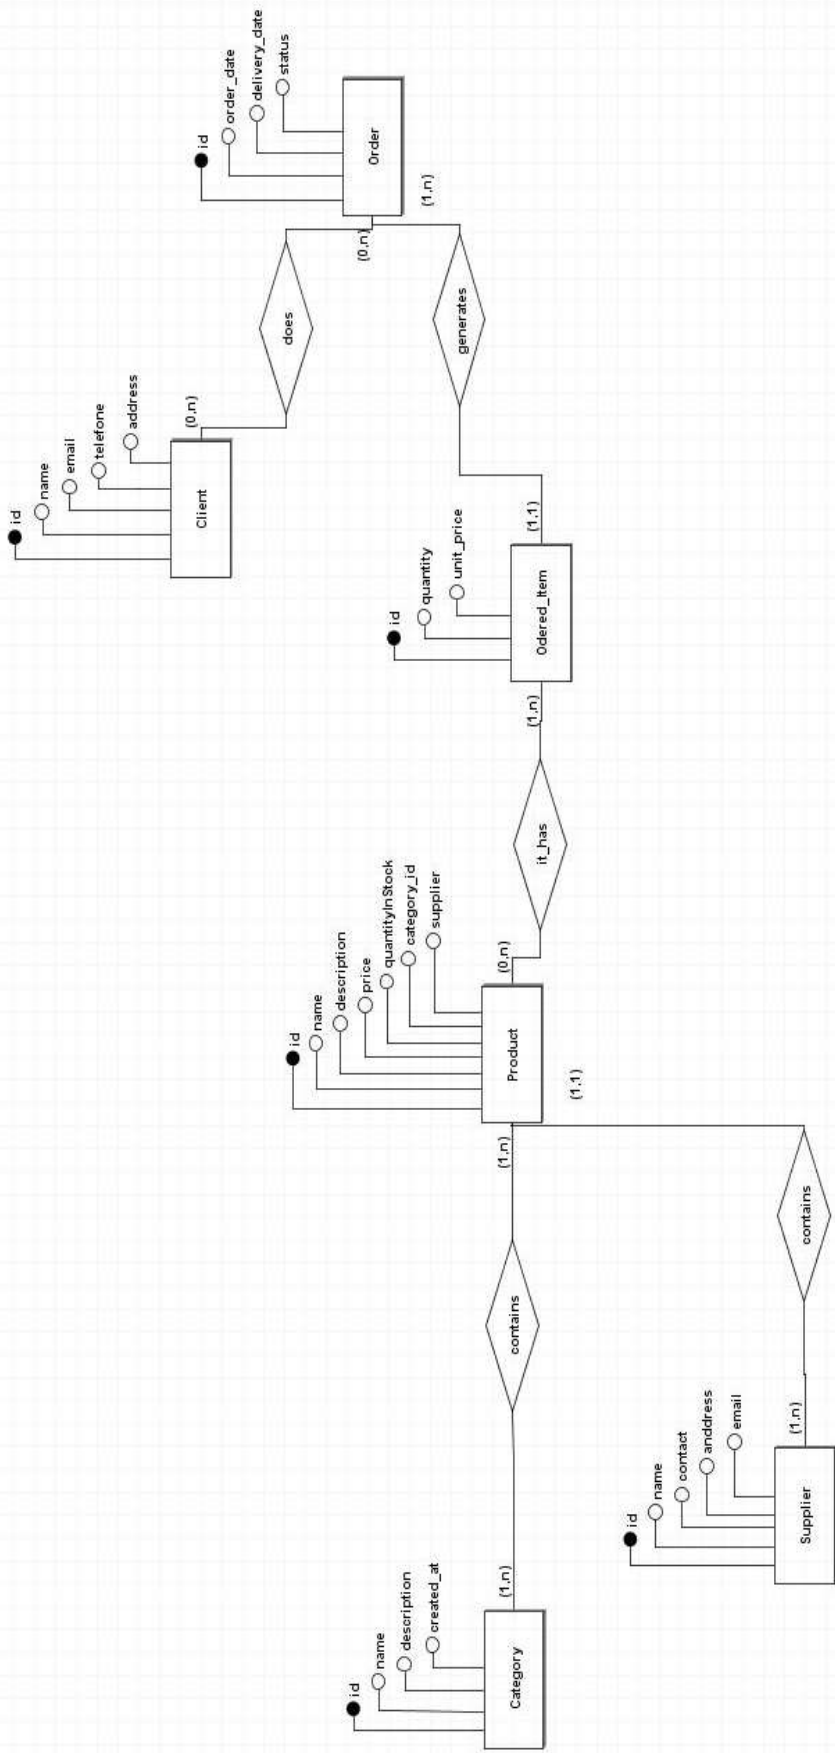 id
name
description
created_at
Category
(1,n)
contains
id
name
contact
anddress
email
Supplier
(1,n)
contains
id
name
description
price
quantityInStock
category_id
supplier
Product
(1,n)
(1,1)
(0,n)
it_has
id
quantity
unit_price
Odered_Item
(1,n)
(1,1)
generates
id
name
email
telefone
address
Client
(0,n)
does
id
order_date
delivery_date
status
Order
(0,n)
(1,n)